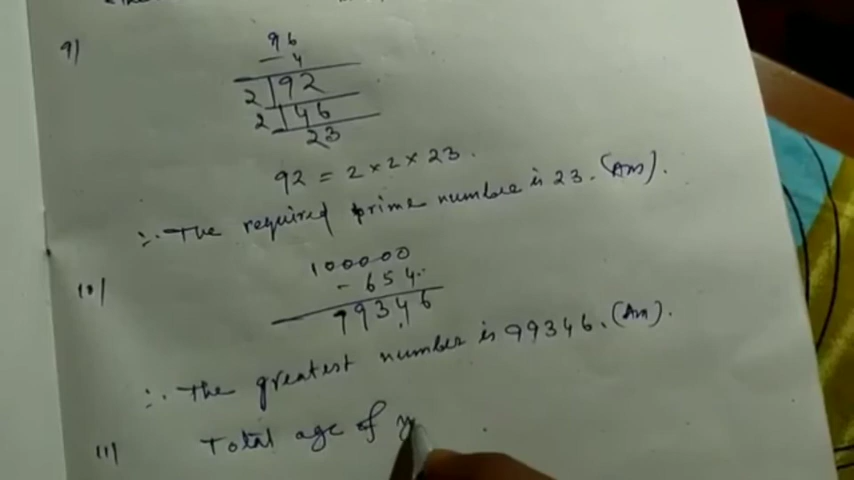 9)
96
- 4
2 | 92
2 | 46
23
92 = 2 × 2 × 23.
∴ The required prime number is 23. (Ans).
10)
100000
- 654
99346
∴ The greatest number is 99346. (Ans).
11) Total age of